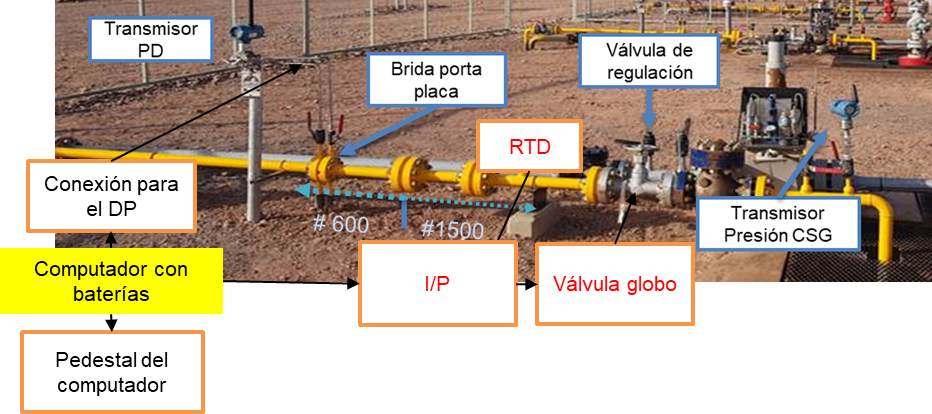 Transmisor
PD
Brida porta
placa
Válvula de
regulación
RTD
Conexión para
el DP
# 600
#1500
Transmisor
Presión CSG
Computador con
baterías
I/P
Válvula globo
Pedestal del
computador